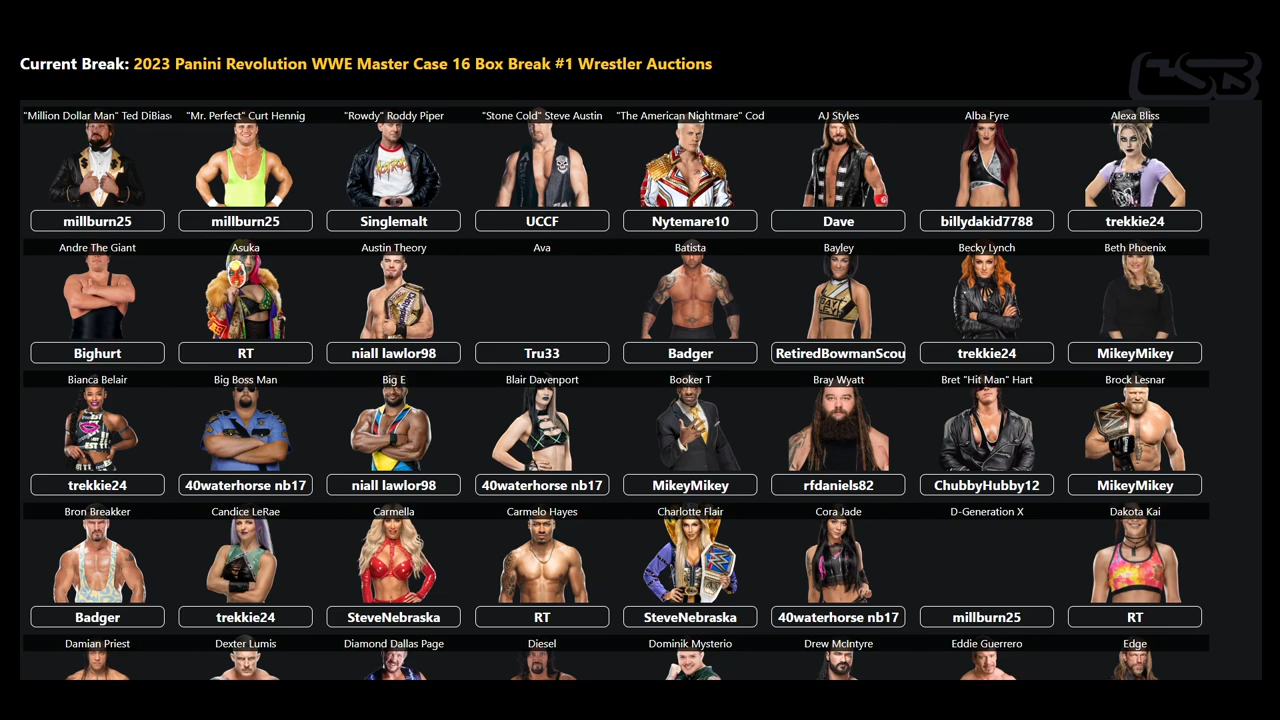 Current Break: 2023 Panini Revolution WWE Master Case 16 Box Break #1 Wrestler Auctions
CSB
"Million Dollar Man" Ted DiBias "Mr. Perfect" Curt Hennig "Rowdy" Roddy Piper "Stone Cold" Steve Austin "The American Nightmare" Cod AJ Styles Alba Fyre Alexa Bliss
millburn25 millburn25 Singlemalt UCCF Nytemare10 Dave billydakid7788 trekkie24
Andre The Giant Asuka Austin Theory Ava Batista Bayley Becky Lynch Beth Phoenix
Bighurt RT niall lawlor98 Tru33 Badger RetiredBowmanScou trekkie24 MikeyMikey
Bianca Belair Big Boss Man Big E Blair Davenport Booker T Bray Wyatt Bret "Hit Man" Hart Brock Lesnar
trekkie24 40waterhorse nb17 niall lawlor98 40waterhorse nb17 MikeyMikey rfdaniels82 ChubbyHubby12 MikeyMikey
Bron Breakker Candice LeRae Carmella Carmelo Hayes Charlotte Flair Cora Jade D-Generation X Dakota Kai
Badger trekkie24 SteveNebraska RT SteveNebraska 40waterhorse nb17 millburn25 RT
Damian Priest Dexter Lumis Diamond Dallas Page Diesel Dominik Mysterio Drew McIntyre Eddie Guerrero Edge